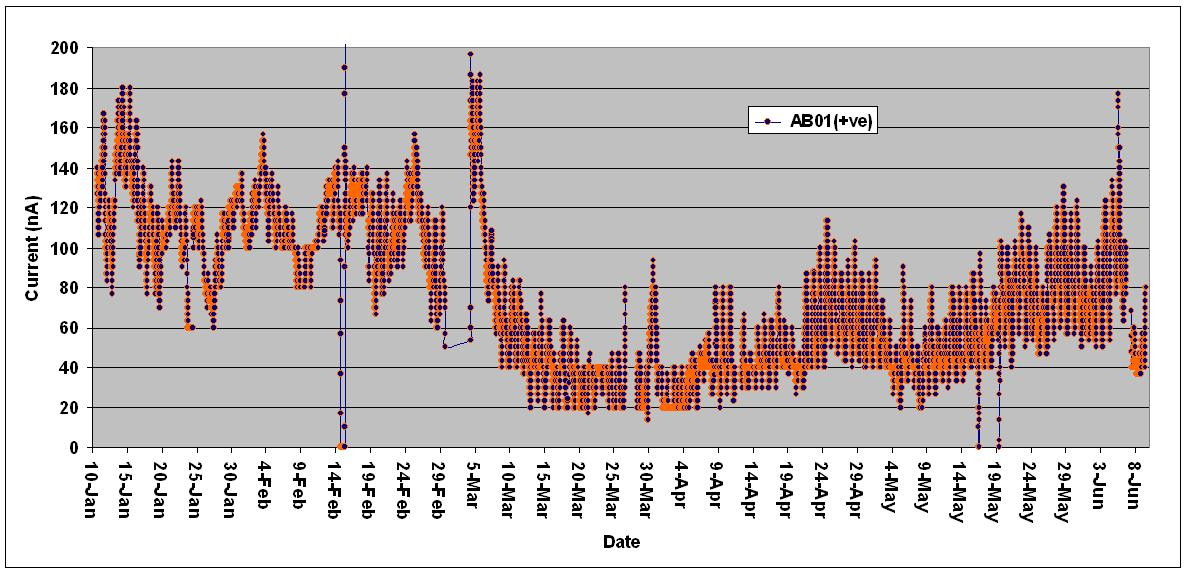 200
180
160
140
120
100
80
60
40
20
0
Current (nA)
AB01(+ve)
10-Jan
15-Jan
20-Jan
25-Jan
30-Jan
4-Feb
9-Feb
14-Feb
19-Feb
24-Feb
29-Feb
5-Mar
10-Mar
15-Mar
20-Mar
25-Mar
30-Mar
4-Apr
9-Apr
14-Apr
19-Apr
24-Apr
29-Apr
4-May
9-May
14-May
19-May
24-May
29-May
3-Jun
8-Jun
Date